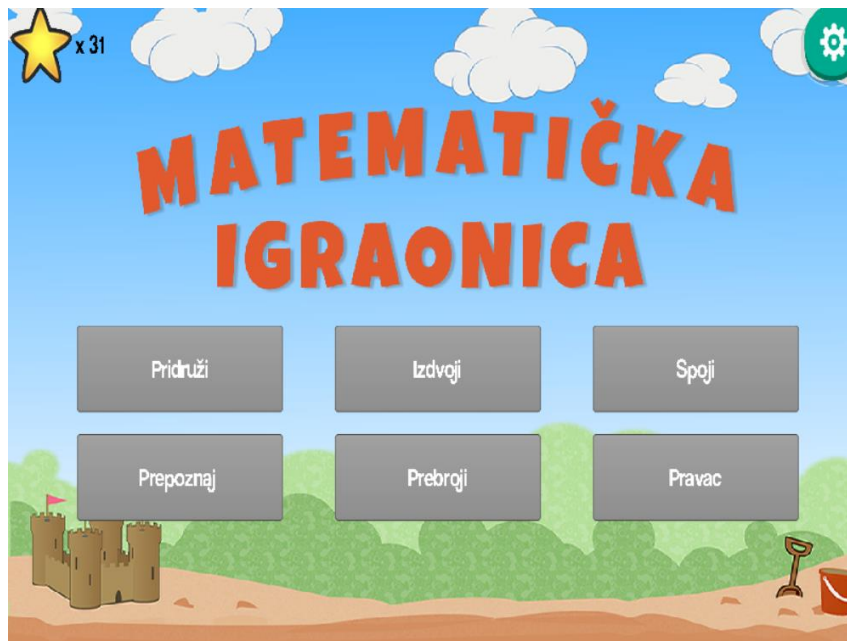 x 31
MATEMATIČKA
IGRAONICA
Pridruži
Izdvoji
Spoji
Prepoznaj
Prebroji
Pravac